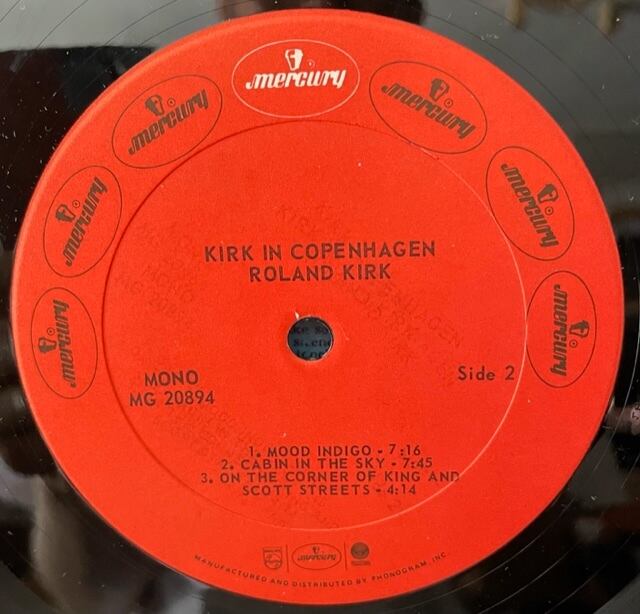 mercury
mercury
mercury
mercury
mercury
mercury
mercury
KIRK IN COPENHAGEN
ROLAND KIRK
MONO
MG 20894
Side 2
1. MOOD INDIGO - 7:16
2. CABIN IN THE SKY - 7:45
3. ON THE CORNER OF KING AND
SCOTT STREETS - 4:14
mercury
MANUFACTURED AND DISTRIBUTED BY PHONOGRAM, INC.